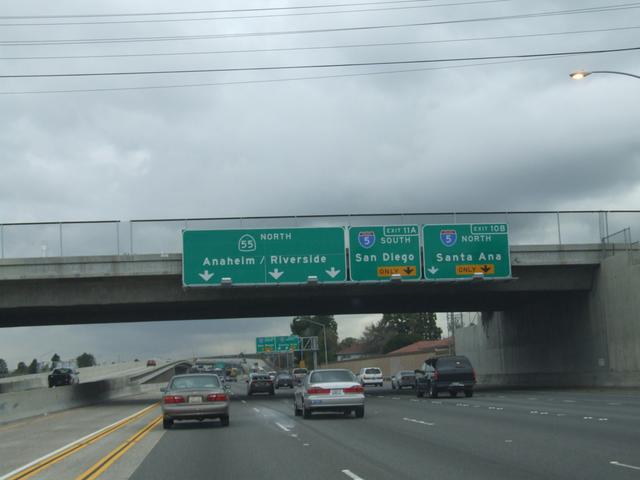 55 NORTH
Anaheim / Riverside
EXIT 11A
5 SOUTH
San Diego
ONLY
EXIT 10B
5 NORTH
Santa Ana
ONLY